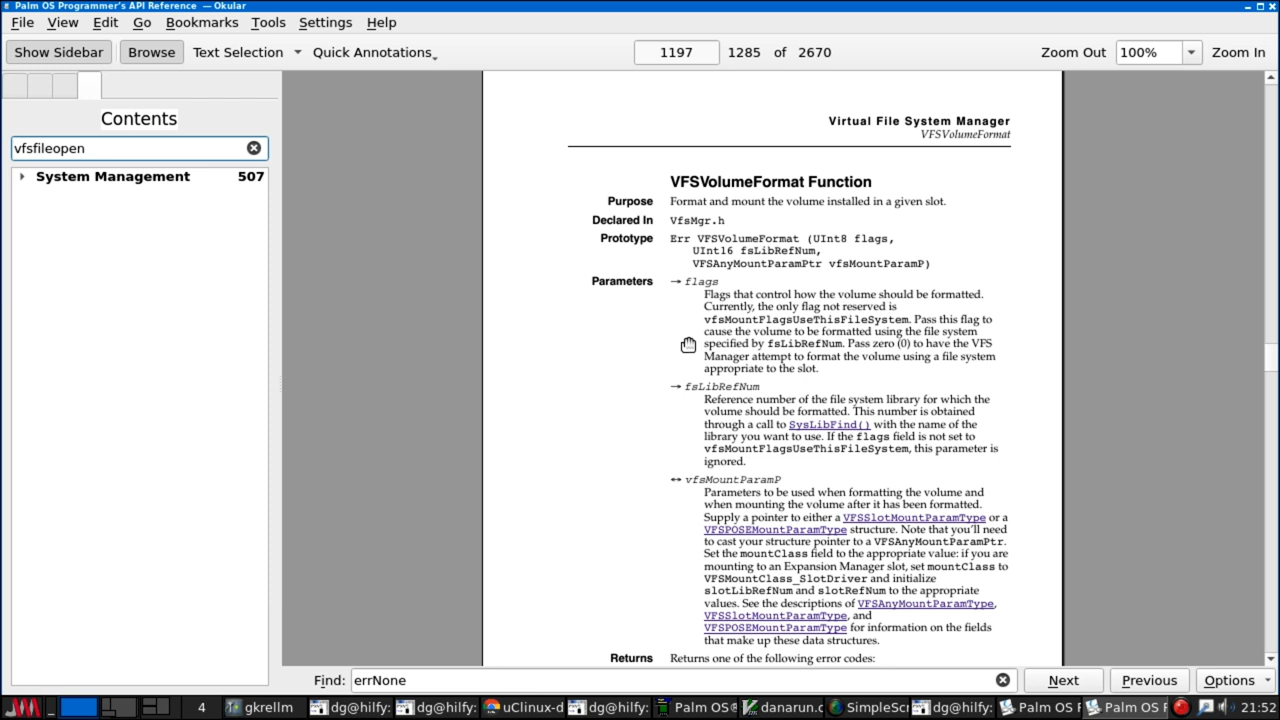 Palm OS Programmer's API Reference — Okular
File View Edit Go Bookmarks Tools Settings Help
Show Sidebar Browse Text Selection Quick Annotations 1197 1285 of 2670 Zoom Out 100% Zoom In
Contents
vfsfileopen
System Management 507
Virtual File System Manager
VFSVolumeFormat
VFSVolumeFormat Function
Purpose Format and mount the volume installed in a given slot.
Declared In VfsMgr.h
Prototype Err VFSVolumeFormat (UInt8 flags,
UInt16 fsLibRefNum,
VFSAnyMountParamPtr vfsMountParamP)
Parameters → flags
Flags that control how the volume should be formatted.
Currently, the only flag not reserved is
vfsMountFlagsUseThisFileSystem. Pass this flag to
cause the volume to be formatted using the file system
specified by fsLibRefNum. Pass zero (0) to have the VFS
Manager attempt to format the volume using a file system
appropriate to the slot.
→ fsLibRefNum
Reference number of the file system library for which the
volume should be formatted. This number is obtained
through a call to SysLibFind() with the name of the
library you want to use. If the flags field is not set to
vfsMountFlagsUseThisFileSystem, this parameter is
ignored.
↔ vfsMountParamP
Parameters to be used when formatting the volume and
when mounting the volume after it has been formatted.
Supply a pointer to either a VFSSlotMountParamType or a
VFSPOSEMountParamType structure. Note that you'll need
to cast your structure pointer to a VFSAnyMountParamPtr.
Set the mountClass field to the appropriate value: if you are
mounting to an Expansion Manager slot, set mountClass to
VFSMountClass_SlotDriver and initialize
slotLibRefNum and slotRefNum to the appropriate
values. See the descriptions of VFSAnyMountParamType,
VFSSlotMountParamType, and
VFSPOSEMountParamType for information on the fields
that make up these data structures.
Returns Returns one of the following error codes:
Find: errNone Next Previous Options
4 gkrellm dg@hilfy: dg@hilfy: uClinux-d dg@hilfy: Palm OS® danarun.c SimpleScr dg@hilfy: Palm OS P Palm OS P 21:52